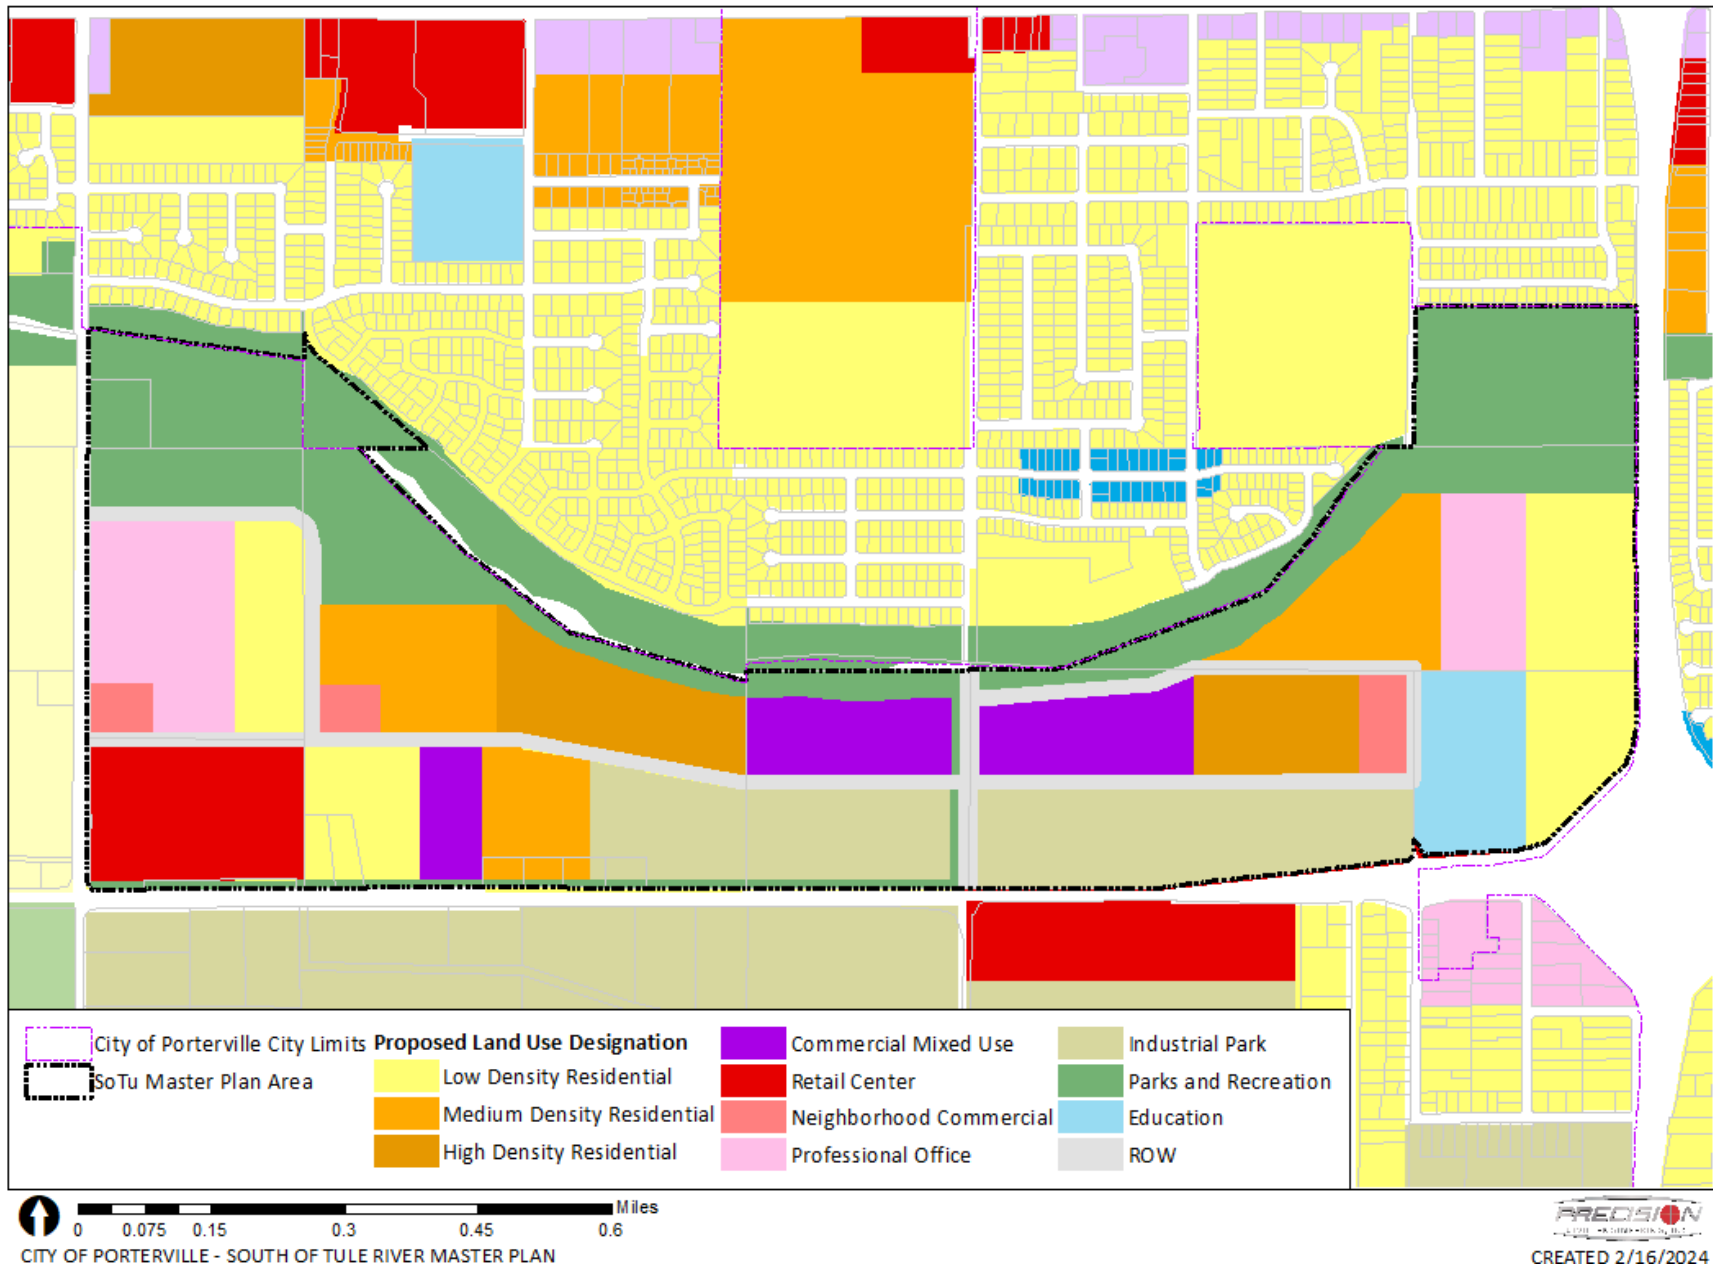 City of Porterville City Limits
SoTu Master Plan Area
Proposed Land Use Designation
Low Density Residential
Medium Density Residential
High Density Residential
Commercial Mixed Use
Retail Center
Neighborhood Commercial
Professional Office
Industrial Park
Parks and Recreation
Education
ROW
Miles
0 0.075 0.15 0.3 0.45 0.6
CITY OF PORTERVILLE - SOUTH OF TULE RIVER MASTER PLAN
PRECISION
CIVIL ENGINEERING, INC
CREATED 2/16/2024